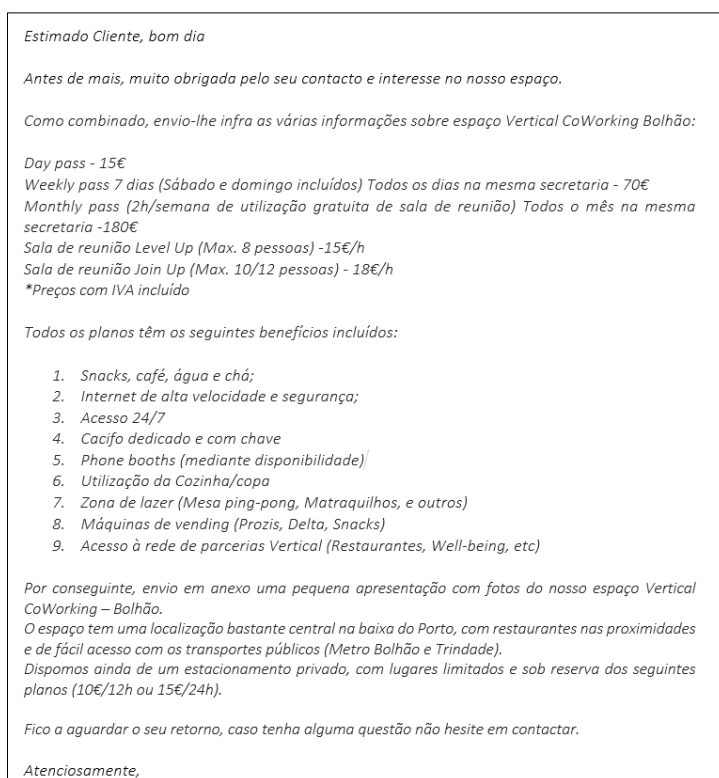 Estimado Cliente, bom dia
Antes de mais, muito obrigada pelo seu contacto e interesse no nosso espaço.
Como combinado, envio-lhe infra as várias informações sobre espaço Vertical CoWorking Bolhão:
Day pass - 15€
Weekly pass 7 dias (Sábado e domingo incluídos) Todos os dias na mesma secretaria - 70€
Monthly pass (2h/semana de utilização gratuita de sala de reunião) Todos o mês na mesma
secretaria -180€
Sala de reunião Level Up (Max. 8 pessoas) -15€/h
Sala de reunião Join Up (Max. 10/12 pessoas) - 18€/h
*Preços com IVA incluído
Todos os planos têm os seguintes benefícios incluídos:
1. Snacks, café, água e chá;
2. Internet de alta velocidade e segurança;
3. Acesso 24/7
4. Cacifo dedicado e com chave
5. Phone booths (mediante disponibilidade)
6. Utilização da Cozinha/copa
7. Zona de lazer (Mesa ping-pong, Matraquilhos, e outros)
8. Máquinas de vending (Prozis, Delta, Snacks)
9. Acesso à rede de parcerias Vertical (Restaurantes, Well-being, etc)
Por conseguinte, envio em anexo uma pequena apresentação com fotos do nosso espaço Vertical
CoWorking – Bolhão.
O espaço tem uma localização bastante central na baixa do Porto, com restaurantes nas proximidades
e de fácil acesso com os transportes públicos (Metro Bolhão e Trindade).
Dispomos ainda de um estacionamento privado, com lugares limitados e sob reserva dos seguintes
planos (10€/12h ou 15€/24h).
Fico a aguardar o seu retorno, caso tenha alguma questão não hesite em contactar.
Atenciosamente,